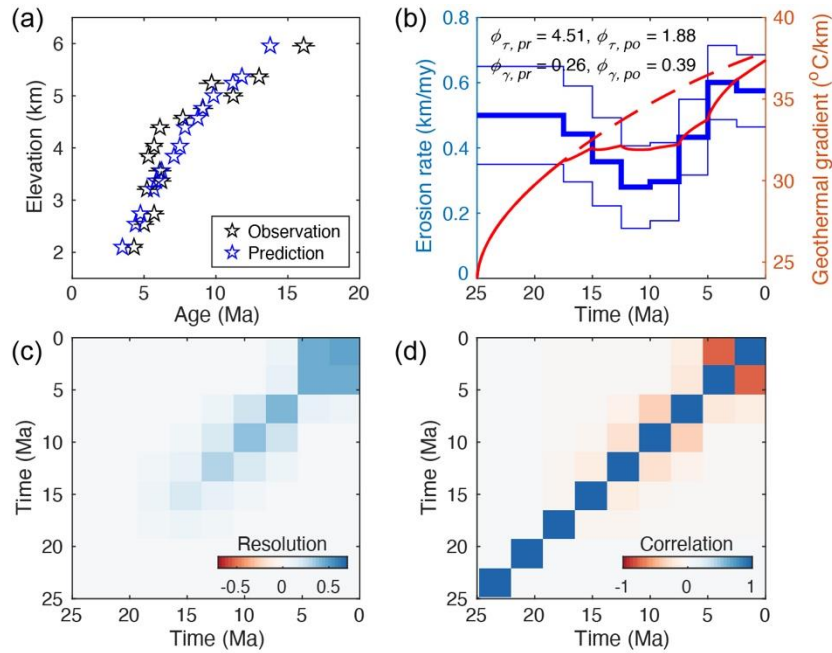 (a)
Elevation (km)
6
5
4
3
2
0 5 10 15 20
Age (Ma)
Observation
Prediction
(b)
Erosion rate (km/my)
0.8
0.6
0.4
0.2
0
ϕτ, pr = 4.51, ϕτ, po = 1.88
ϕγ, pr = 0.26, ϕγ, po = 0.39
40
35
30
25
Geothermal gradient (°C/km)
25 20 15 10 5 0
Time (Ma)
(c)
Time (Ma)
0
5
10
15
20
25
Resolution
-0.5 0 0.5
25 20 15 10 5 0
Time (Ma)
(d)
Time (Ma)
0
5
10
15
20
25
Correlation
-1 0 1
25 20 15 10 5 0
Time (Ma)